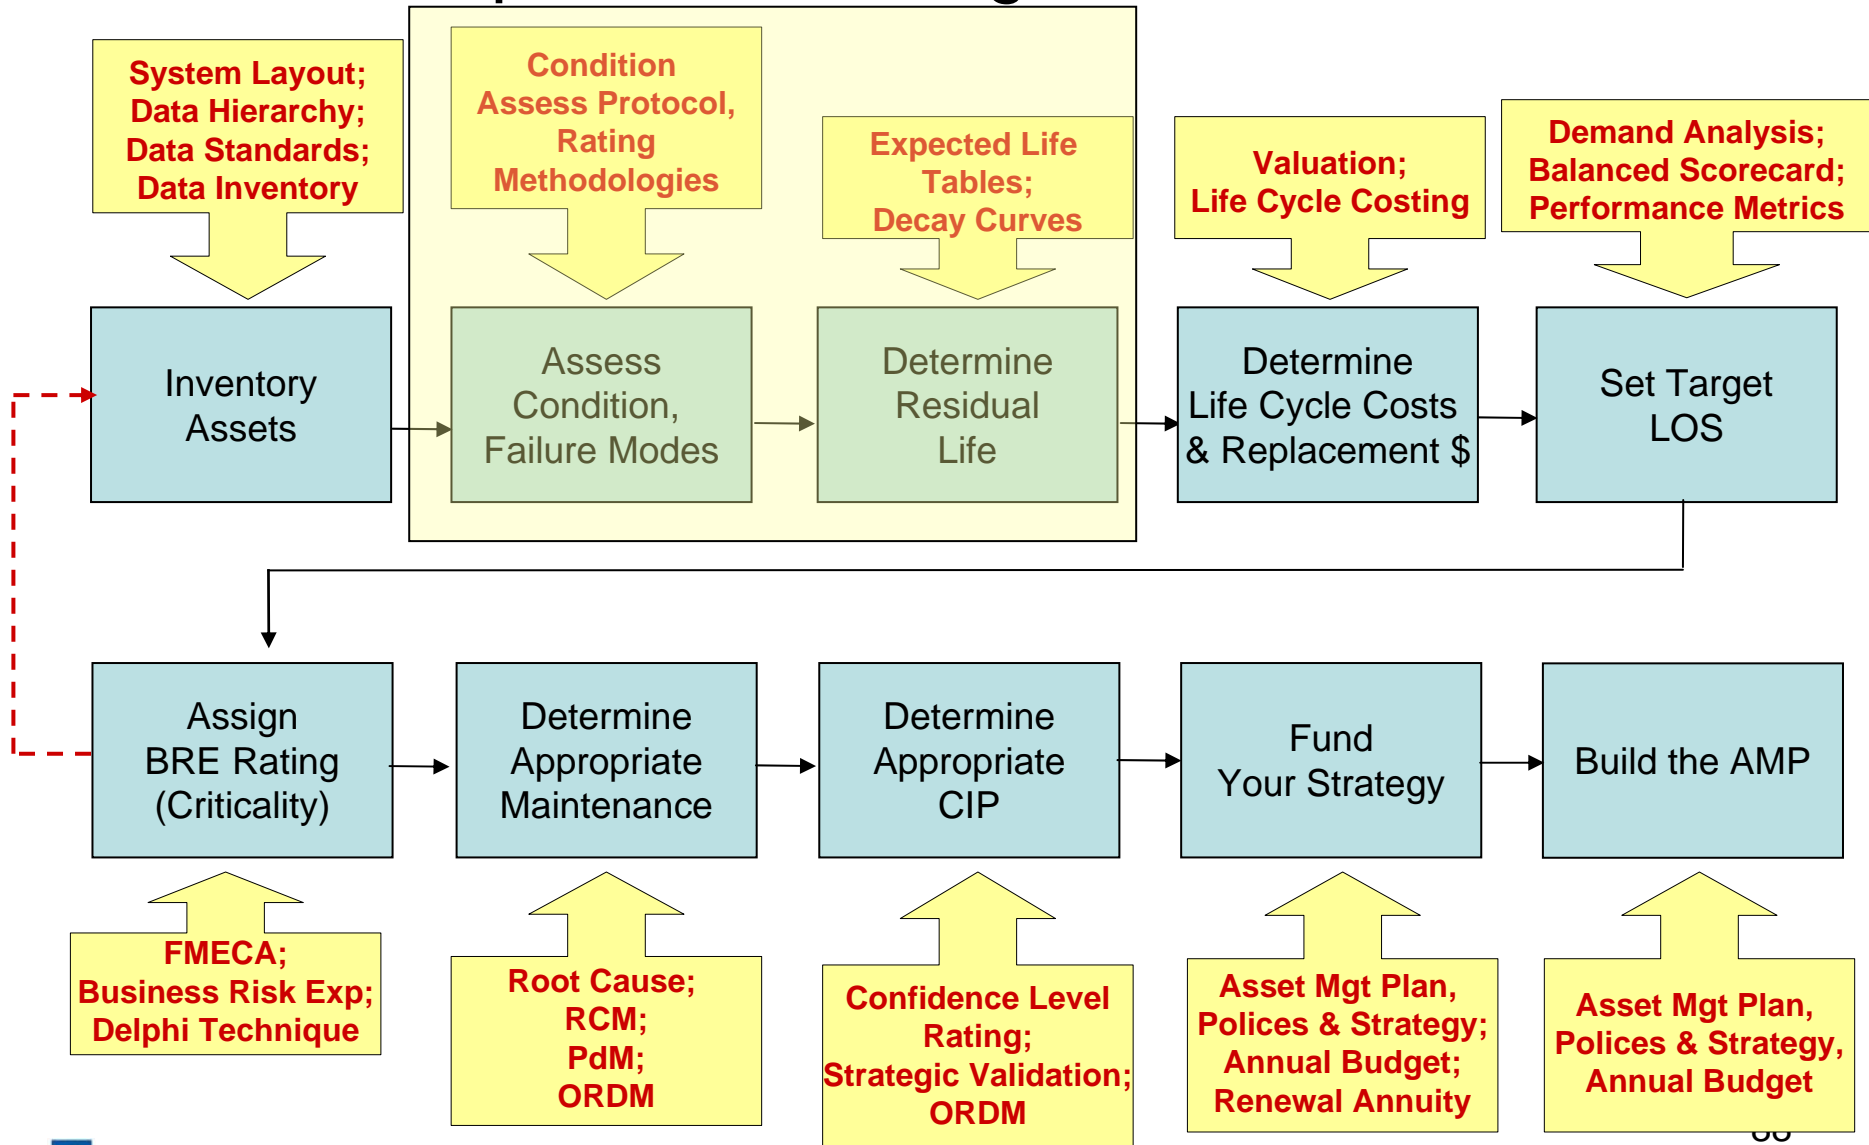 System Layout;
Data Hierarchy;
Data Standards;
Data Inventory
Condition
Assess Protocol,
Rating
Methodologies
Expected Life
Tables;
Decay Curves
Valuation;
Life Cycle Costing
Demand Analysis;
Balanced Scorecard;
Performance Metrics
Inventory
Assets
Assess
Condition,
Failure Modes
Determine
Residual
Life
Determine
Life Cycle Costs
& Replacement $
Set Target
LOS
Assign
BRE Rating
(Criticality)
Determine
Appropriate
Maintenance
Determine
Appropriate
CIP
Fund
Your Strategy
Build the AMP
FMECA;
Business Risk Exp;
Delphi Technique
Root Cause;
RCM;
PdM;
ORDM
Confidence Level
Rating;
Strategic Validation;
ORDM
Asset Mgt Plan,
Polices & Strategy;
Annual Budget;
Renewal Annuity
Asset Mgt Plan,
Polices & Strategy,
Annual Budget